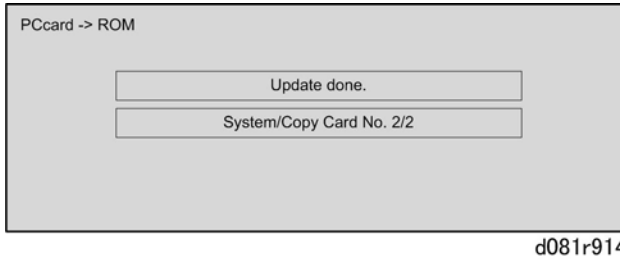 PCcard -> ROM
Update done.
System/Copy Card No. 2/2
d081r914